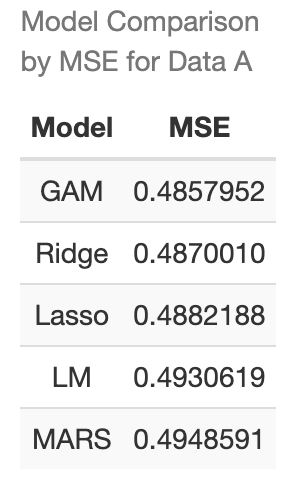 Model Comparison
by MSE for Data A
Model MSE
GAM 0.4857952
Ridge 0.4870010
Lasso 0.4882188
LM 0.4930619
MARS 0.4948591